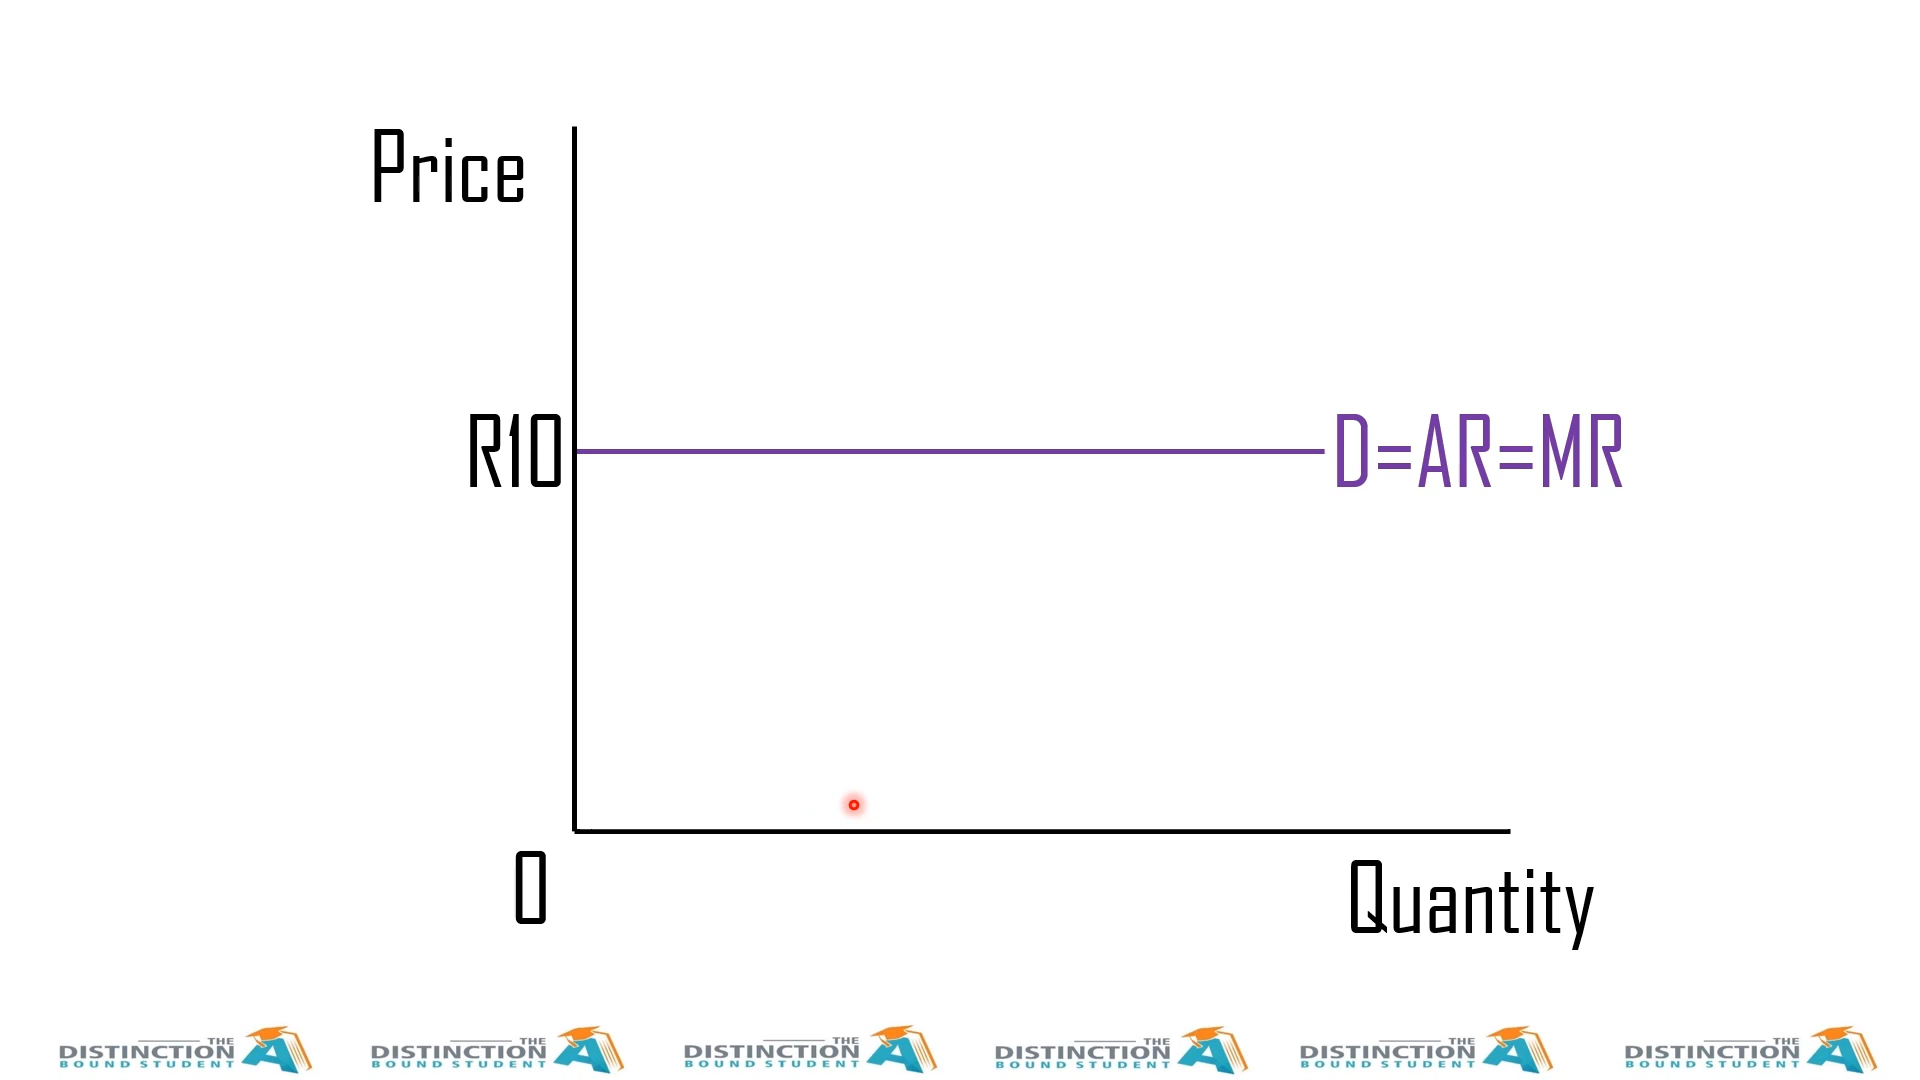 Price
R10
D=AR=MR
0
Quantity
THE
DISTINCTION
BOUND STUDENT
THE
DISTINCTION
BOUND STUDENT
THE
DISTINCTION
BOUND STUDENT
THE
DISTINCTION
BOUND STUDENT
THE
DISTINCTION
BOUND STUDENT
THE
DISTINCTION
BOUND STUDENT